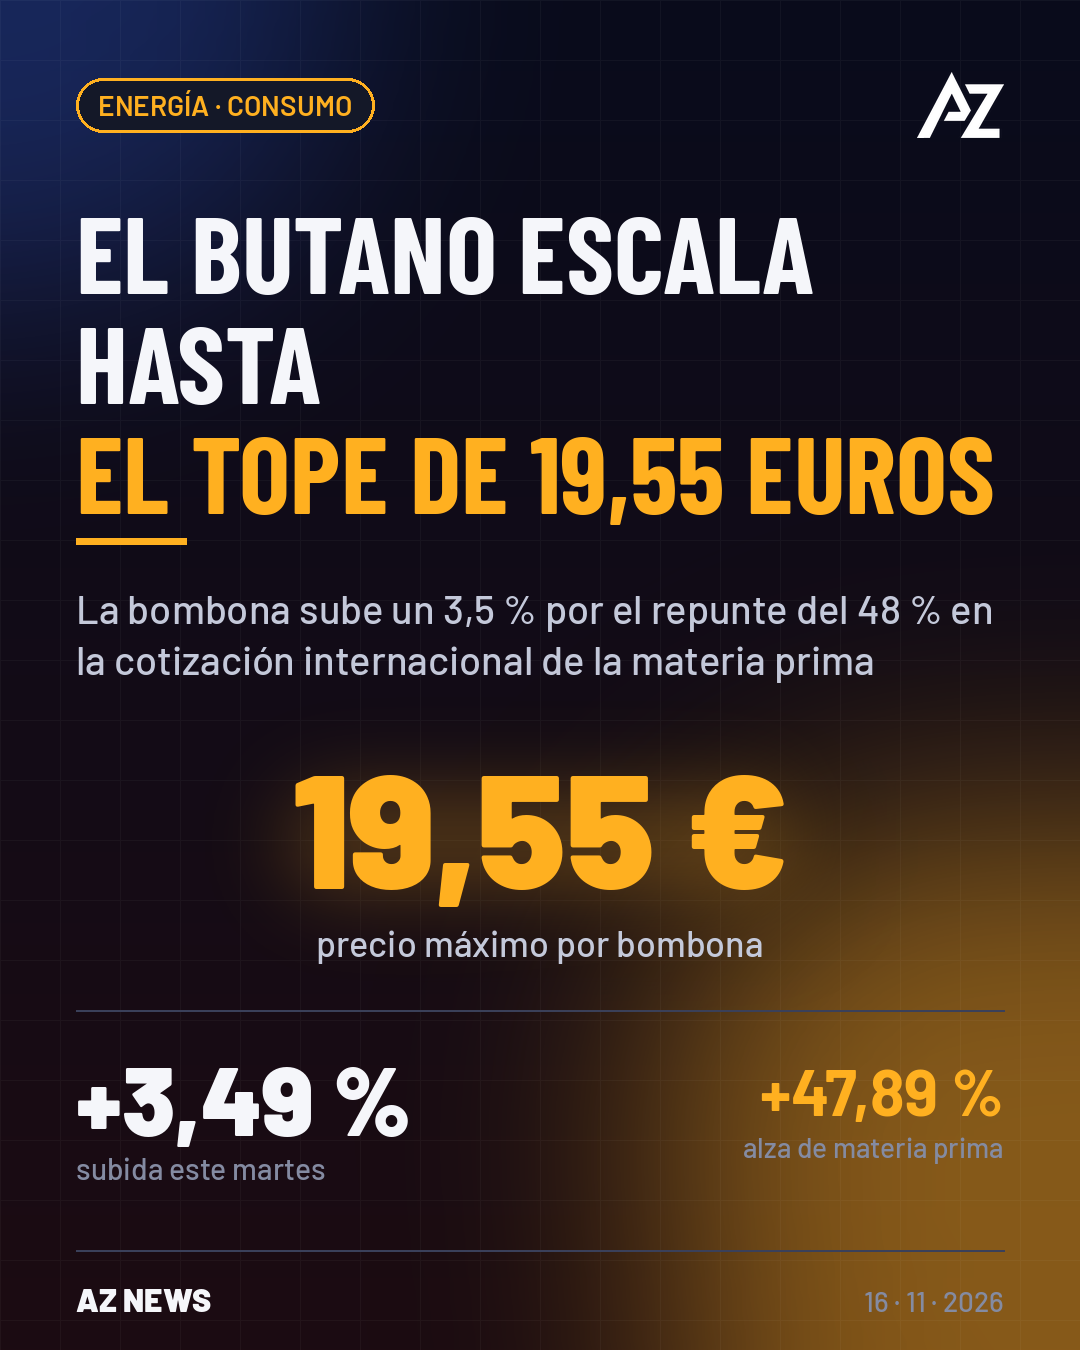 ENERGÍA · CONSUMO
AZ
EL BUTANO ESCALA
HASTA
EL TOPE DE 19,55 EUROS
La bombona sube un 3,5 % por el repunte del 48 % en
la cotización internacional de la materia prima
19,55 €
precio máximo por bombona
+3,49 %
subida este martes
+47,89 %
alza de materia prima
AZ NEWS
16 · 11 · 2026